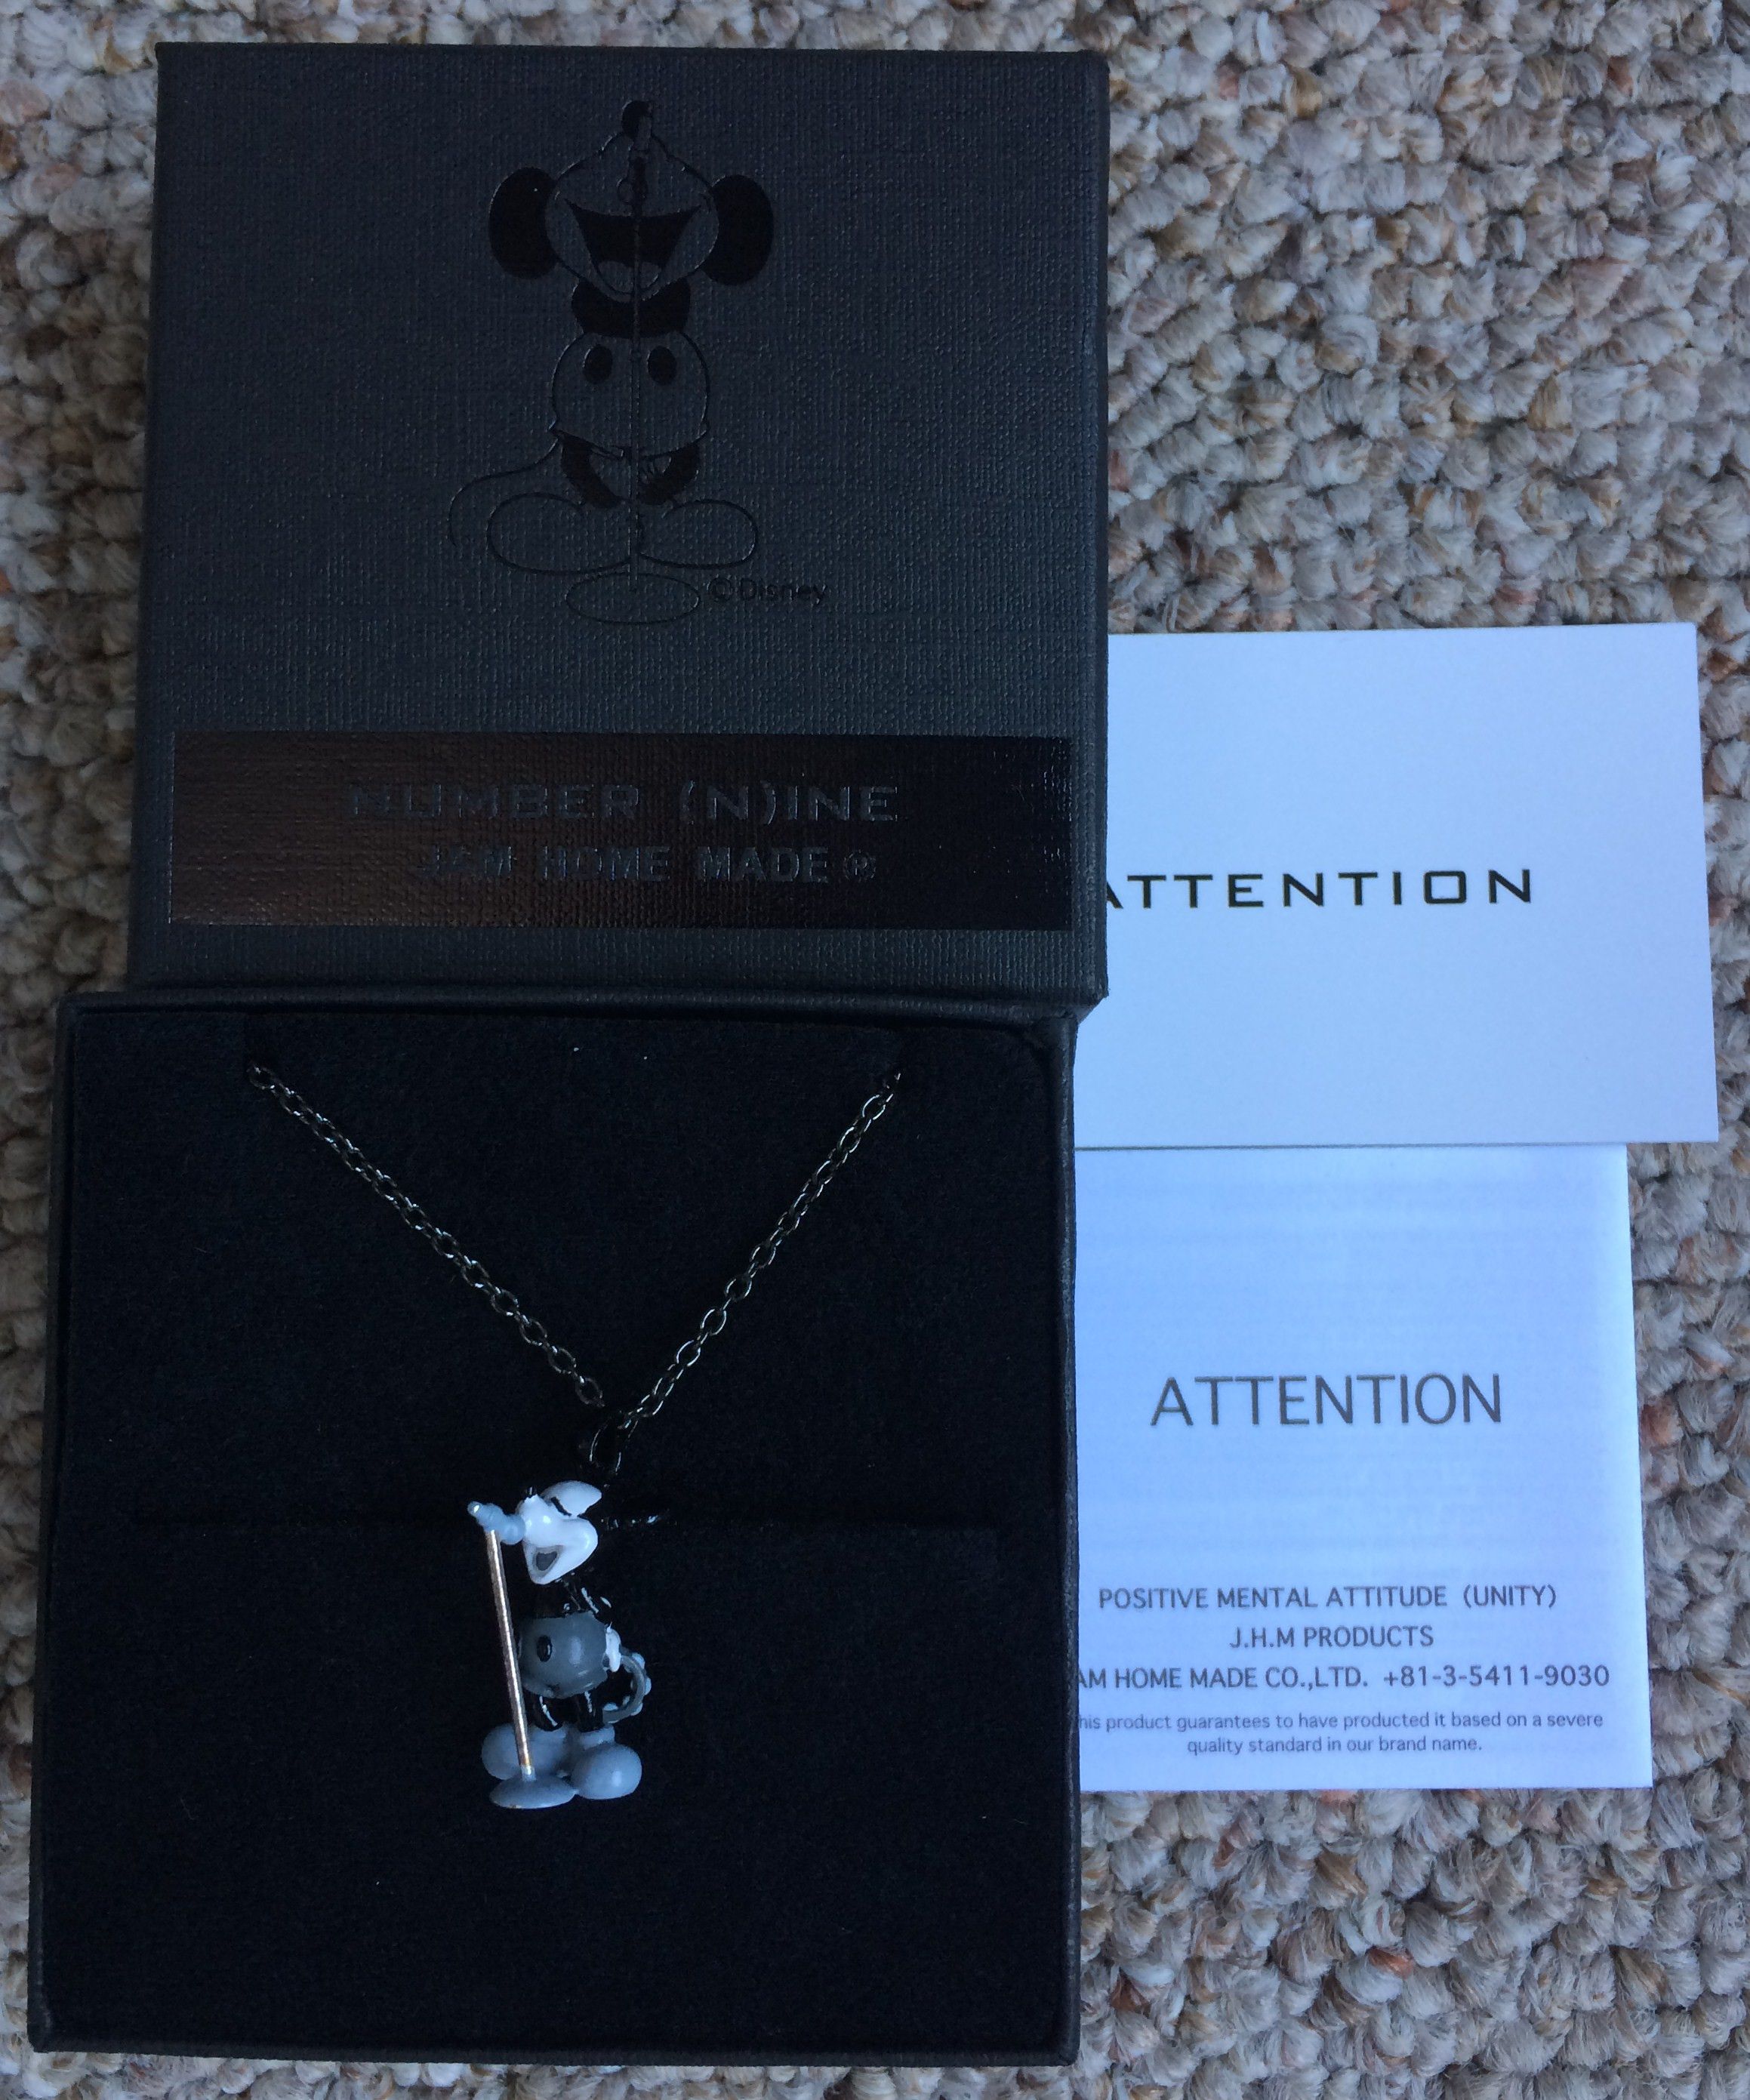 ©Disney
NUMBER (N)INE
JAM HOME MADE ®
ATTENTION
ATTENTION
POSITIVE MENTAL ATTITUDE (UNITY)
J.H.M PRODUCTS
AM HOME MADE CO.,LTD. +81-3-5411-9030
his product guarantees to have producted it based on a severe
quality standard in our brand name.